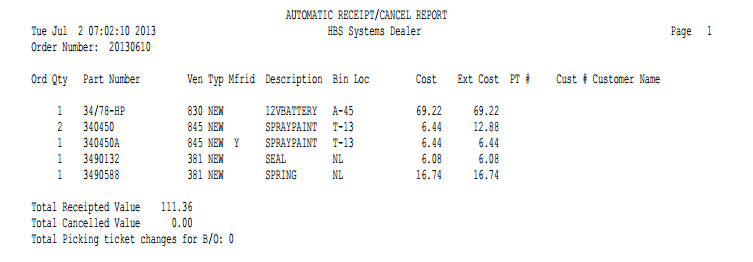 AUTOMATIC RECEIPT/CANCEL REPORT
Tue Jul  2 07:02:10 2013 HBS Systems Dealer Page  1
Order Number:  20130610
Ord Qty Part Number Ven Typ Mfrid Description Bin Loc Cost Ext Cost PT # Cust # Customer Name
1 34/78-HP 830 NEW 12VBATTERY A-45 69.22 69.22
2 340450 845 NEW SPRAYPAINT T-13 6.44 12.88
1 340450A 845 NEW Y SPRAYPAINT T-13 6.44 6.44
1 3490132 381 NEW SEAL NL 6.08 6.08
1 3490588 381 NEW SPRING NL 16.74 16.74
Total Receipted Value 111.36
Total Cancelled Value 0.00
Total Picking ticket changes for B/O: 0